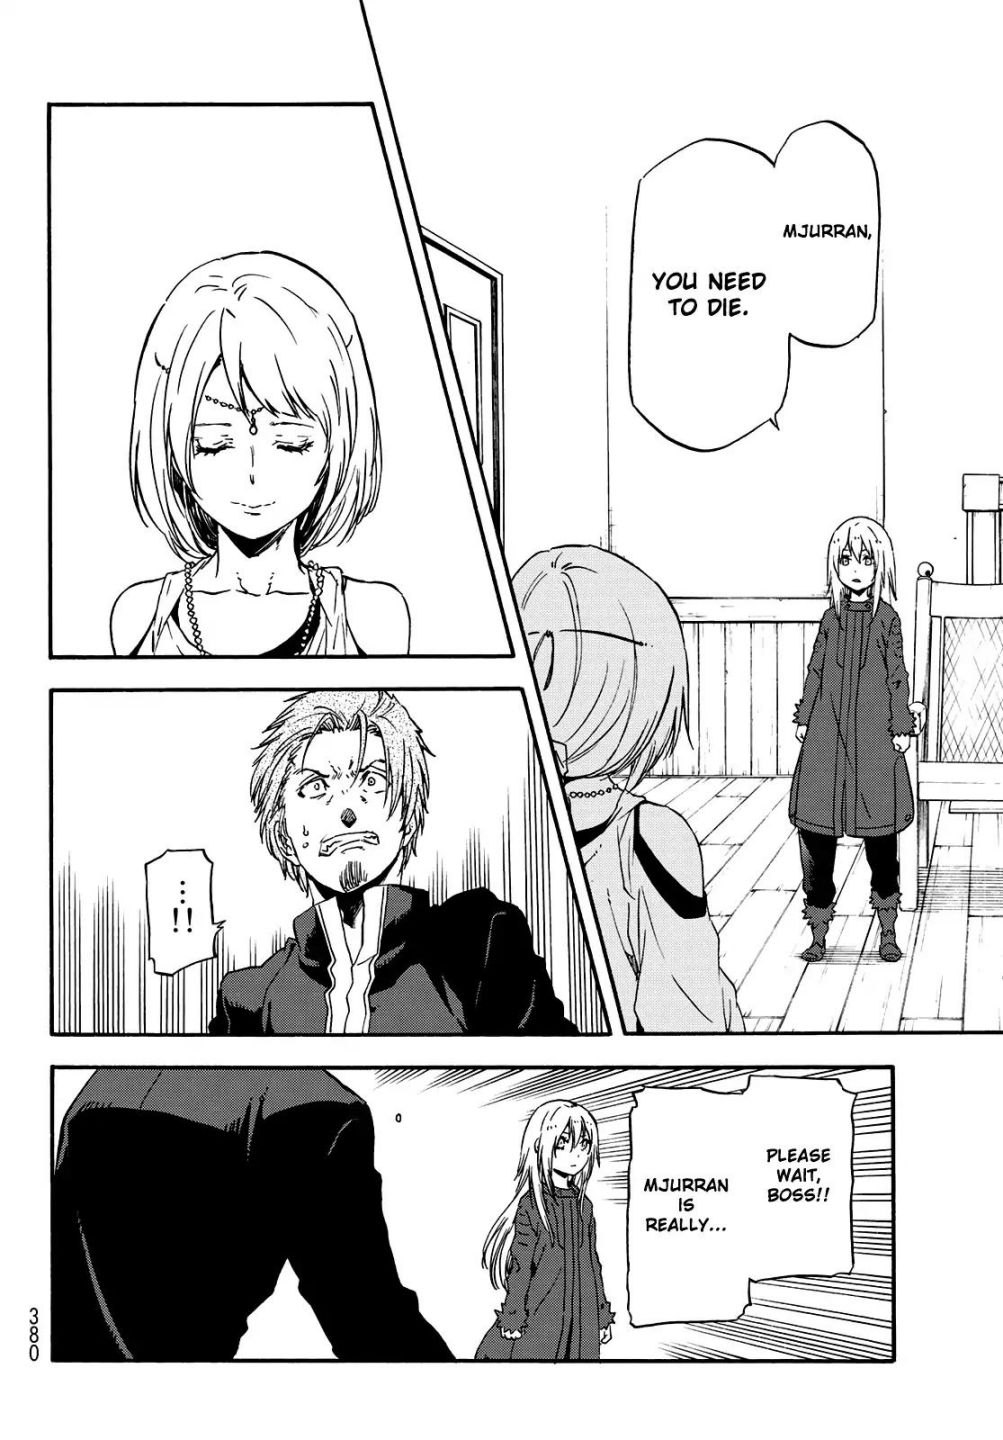 MJURRAN,
YOU NEED
TO DIE.
...!!
PLEASE
WAIT,
BOSS!!
MJURRAN
IS
REALLY...
380